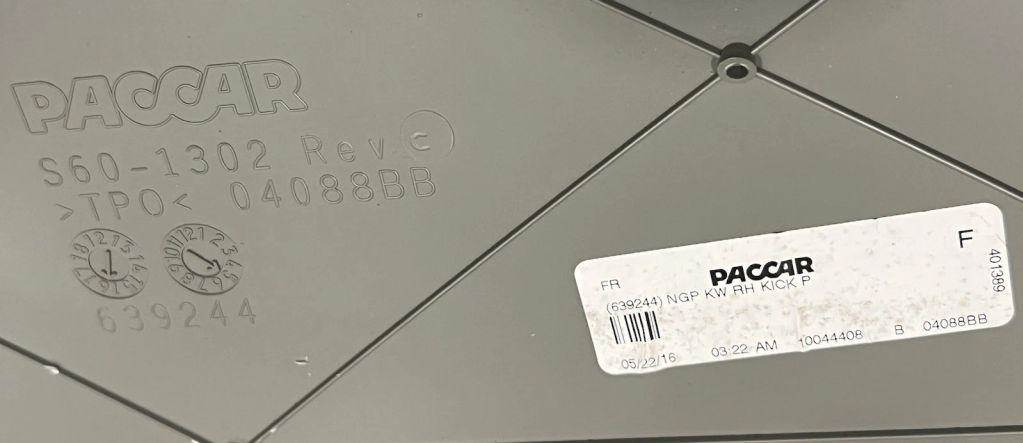 PACCAR
S60-1302 Rev C
>TPO< 04088BB
639244
F
FR
PACCAR
(639244) NGP KW RH KICK P
401389
05/22/16 03:22 AM 10044408 B 04088BB